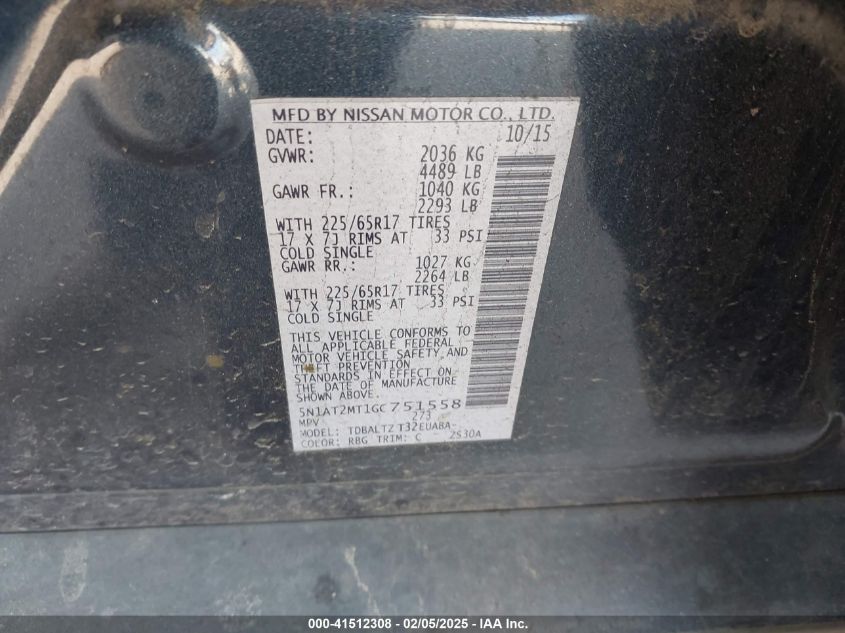 MFD BY NISSAN MOTOR CO., LTD.
DATE: 10/15
GVWR: 2036 KG
4489 LB
GAWR FR.: 1040 KG
2293 LB
WITH 225/65R17 TIRES
17 X 7J RIMS AT 33 PSI
COLD SINGLE
GAWR RR.: 1027 KG
2264 LB
WITH 225/65R17 TIRES
17 X 7J RIMS AT 33 PSI
COLD SINGLE
THIS VEHICLE CONFORMS TO
ALL APPLICABLE FEDERAL
MOTOR VEHICLE SAFETY AND
THEFT PREVENTION
STANDARDS IN EFFECT ON
THE DATE OF MANUFACTURE
SHOWN ABOVE.
5N1AT2MT1GC751558
MPV 273
MODEL: TDBALTZ T32EUABA-
COLOR: RBG TRIM: C - 2S30A
000-41512308 - 02/05/2025 - IAA Inc.